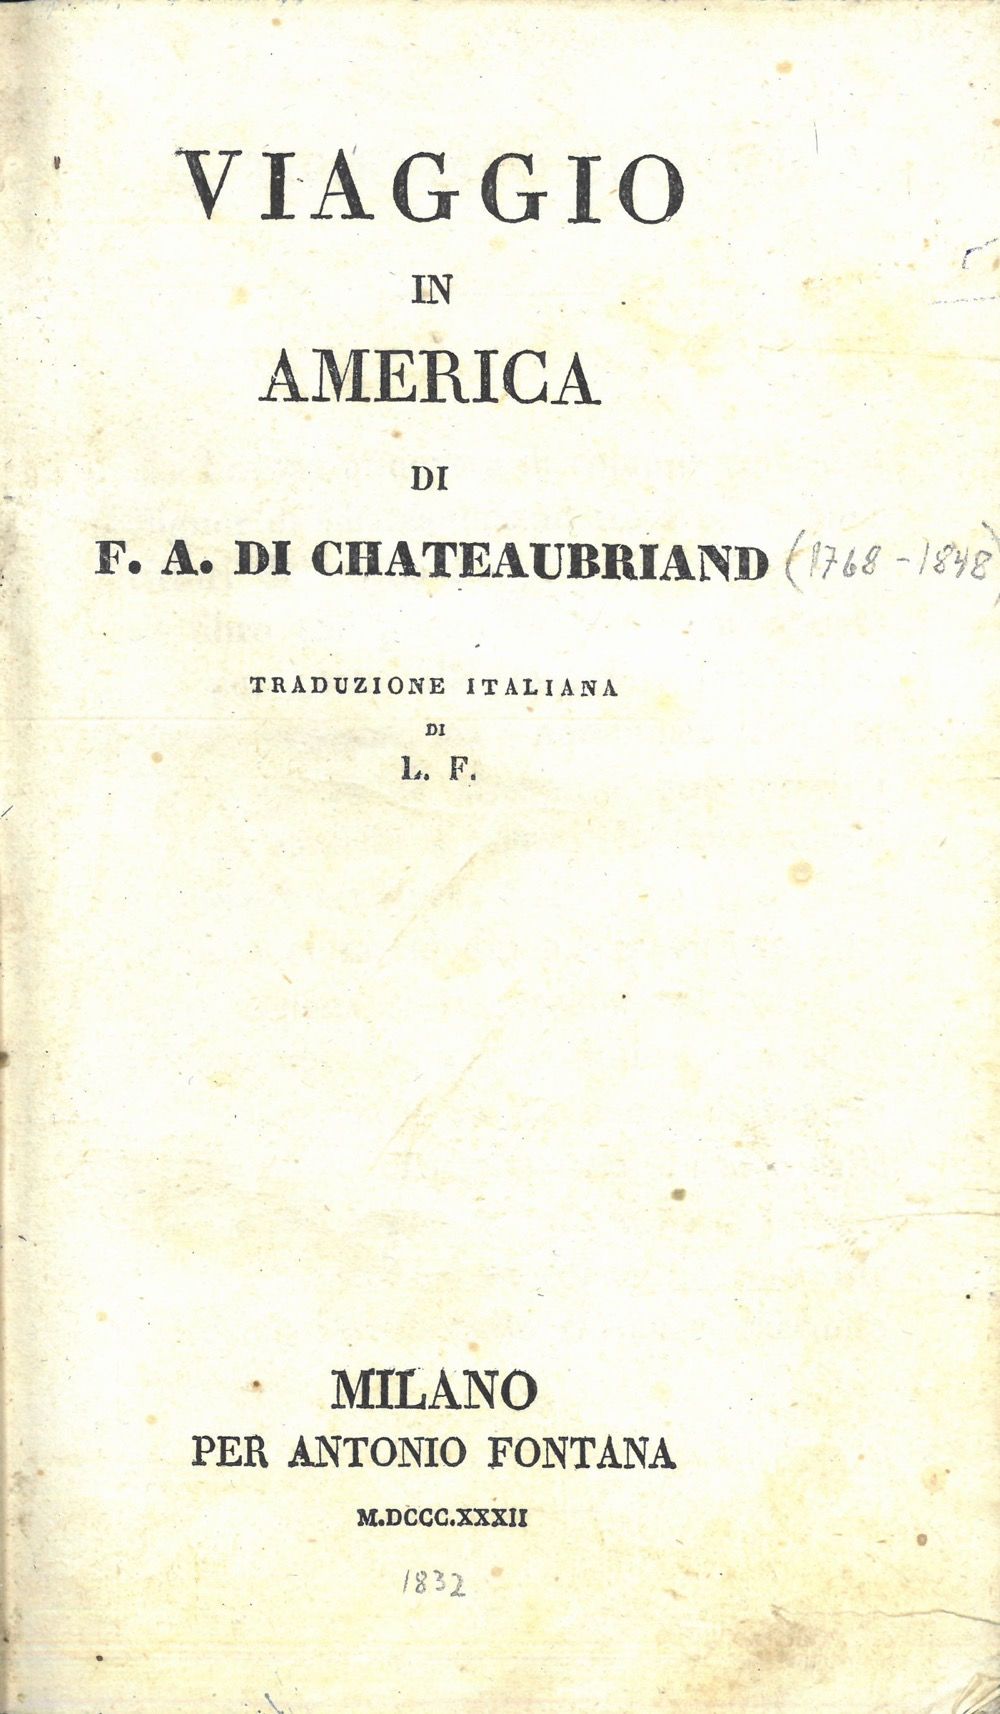 VIAGGIO
IN
AMERICA
DI
F. A. DI CHATEAUBRIAND (1768-1848)
TRADUZIONE ITALIANA
DI
L. F.
MILANO
PER ANTONIO FONTANA
M.DCCC.XXXII
1832